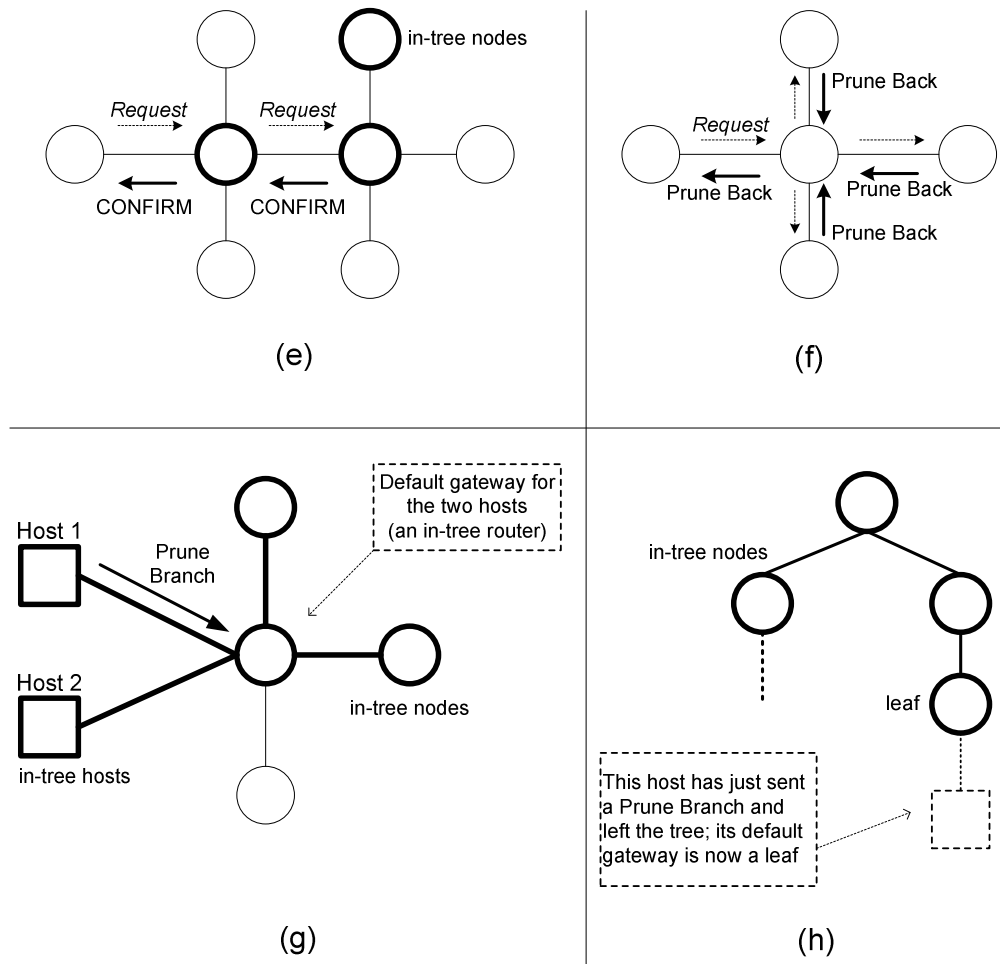 in-tree nodes
Request
Request
CONFIRM
CONFIRM
(e)
Prune Back
Request
Prune Back
Prune Back
Prune Back
(f)
Default gateway for
the two hosts
(an in-tree router)
Host 1
Prune
Branch
Host 2
in-tree nodes
in-tree hosts
(g)
in-tree nodes
leaf
This host has just sent
a Prune Branch and
left the tree; its default
gateway is now a leaf
(h)